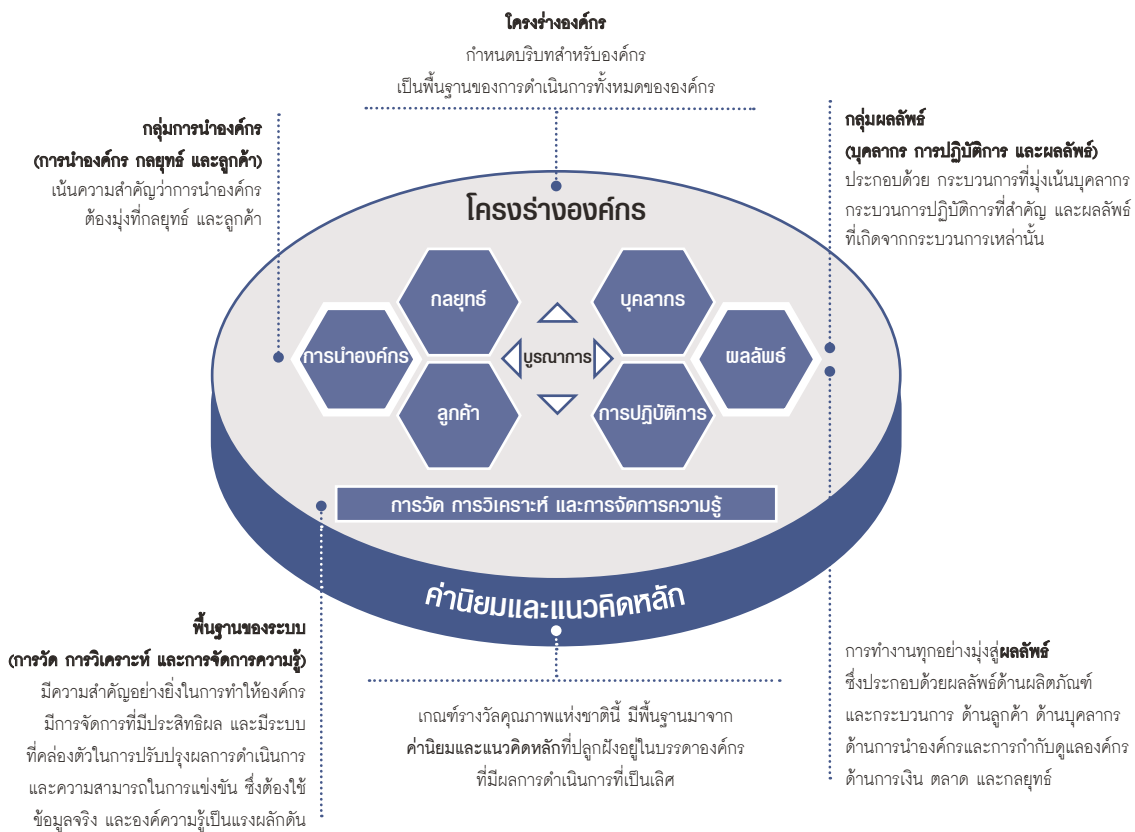 โครงร่างองค์กร
กำหนดบริบทสำหรับองค์กร
เป็นพื้นฐานของการดำเนินการทั้งหมดขององค์กร
กลุ่มการนำองค์กร
(การนำองค์กร กลยุทธ์ และลูกค้า)
เน้นความสำคัญว่าการนำองค์กร
ต้องมุ่งที่กลยุทธ์ และลูกค้า
กลุ่มผลลัพธ์
(บุคลากร การปฏิบัติการ และผลลัพธ์)
ประกอบด้วย กระบวนการที่มุ่งเน้นบุคลากร
กระบวนการปฏิบัติการที่สำคัญ และผลลัพธ์
ที่เกิดจากกระบวนการเหล่านั้น
โครงร่างองค์กร
กลยุทธ์
บุคลากร
การนำองค์กร
บูรณาการ
ผลลัพธ์
ลูกค้า
การปฏิบัติการ
การวัด การวิเคราะห์ และการจัดการความรู้
ค่านิยมและแนวคิดหลัก
พื้นฐานของระบบ
(การวัด การวิเคราะห์ และการจัดการความรู้)
มีความสำคัญอย่างยิ่งในการทำให้องค์กร
มีการจัดการที่มีประสิทธิผล และมีระบบ
ที่คล่องตัวในการปรับปรุงผลการดำเนินการ
และความสามารถในการแข่งขัน ซึ่งต้องใช้
ข้อมูลจริง และองค์ความรู้เป็นแรงผลักดัน
เกณฑ์รางวัลคุณภาพแห่งชาตินี้ มีพื้นฐานมาจาก
ค่านิยมและแนวคิดหลักที่ปลูกฝังอยู่ในบรรดาองค์กร
ที่มีผลการดำเนินการที่เป็นเลิศ
การทำงานทุกอย่างมุ่งสู่ผลลัพธ์
ซึ่งประกอบด้วยผลลัพธ์ด้านผลิตภัณฑ์
และกระบวนการ ด้านลูกค้า ด้านบุคลากร
ด้านการนำองค์กรและการกำกับดูแลองค์กร
ด้านการเงิน ตลาด และกลยุทธ์